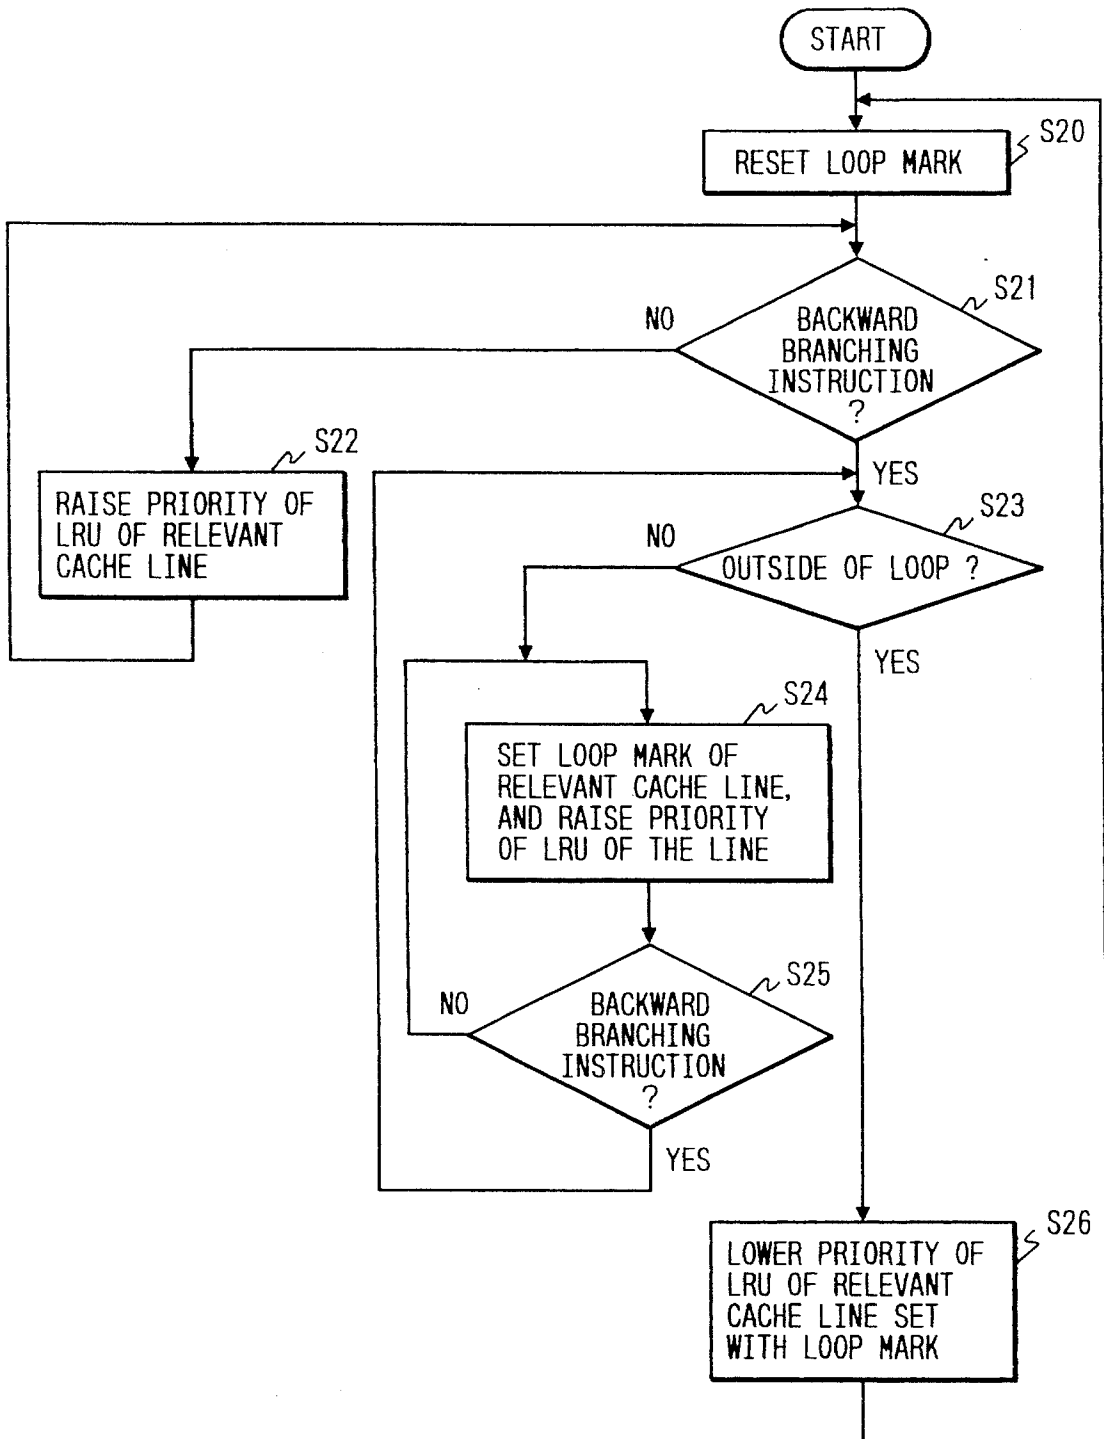 START
S20
RESET LOOP MARK
S21
NO
BACKWARD
BRANCHING
INSTRUCTION
?
YES
S22
RAISE PRIORITY OF
LRU OF RELEVANT
CACHE LINE
S23
NO
OUTSIDE OF LOOP ?
YES
S24
SET LOOP MARK OF
RELEVANT CACHE LINE,
AND RAISE PRIORITY
OF LRU OF THE LINE
S25
NO
BACKWARD
BRANCHING
INSTRUCTION
?
YES
S26
LOWER PRIORITY OF
LRU OF RELEVANT
CACHE LINE SET
WITH LOOP MARK